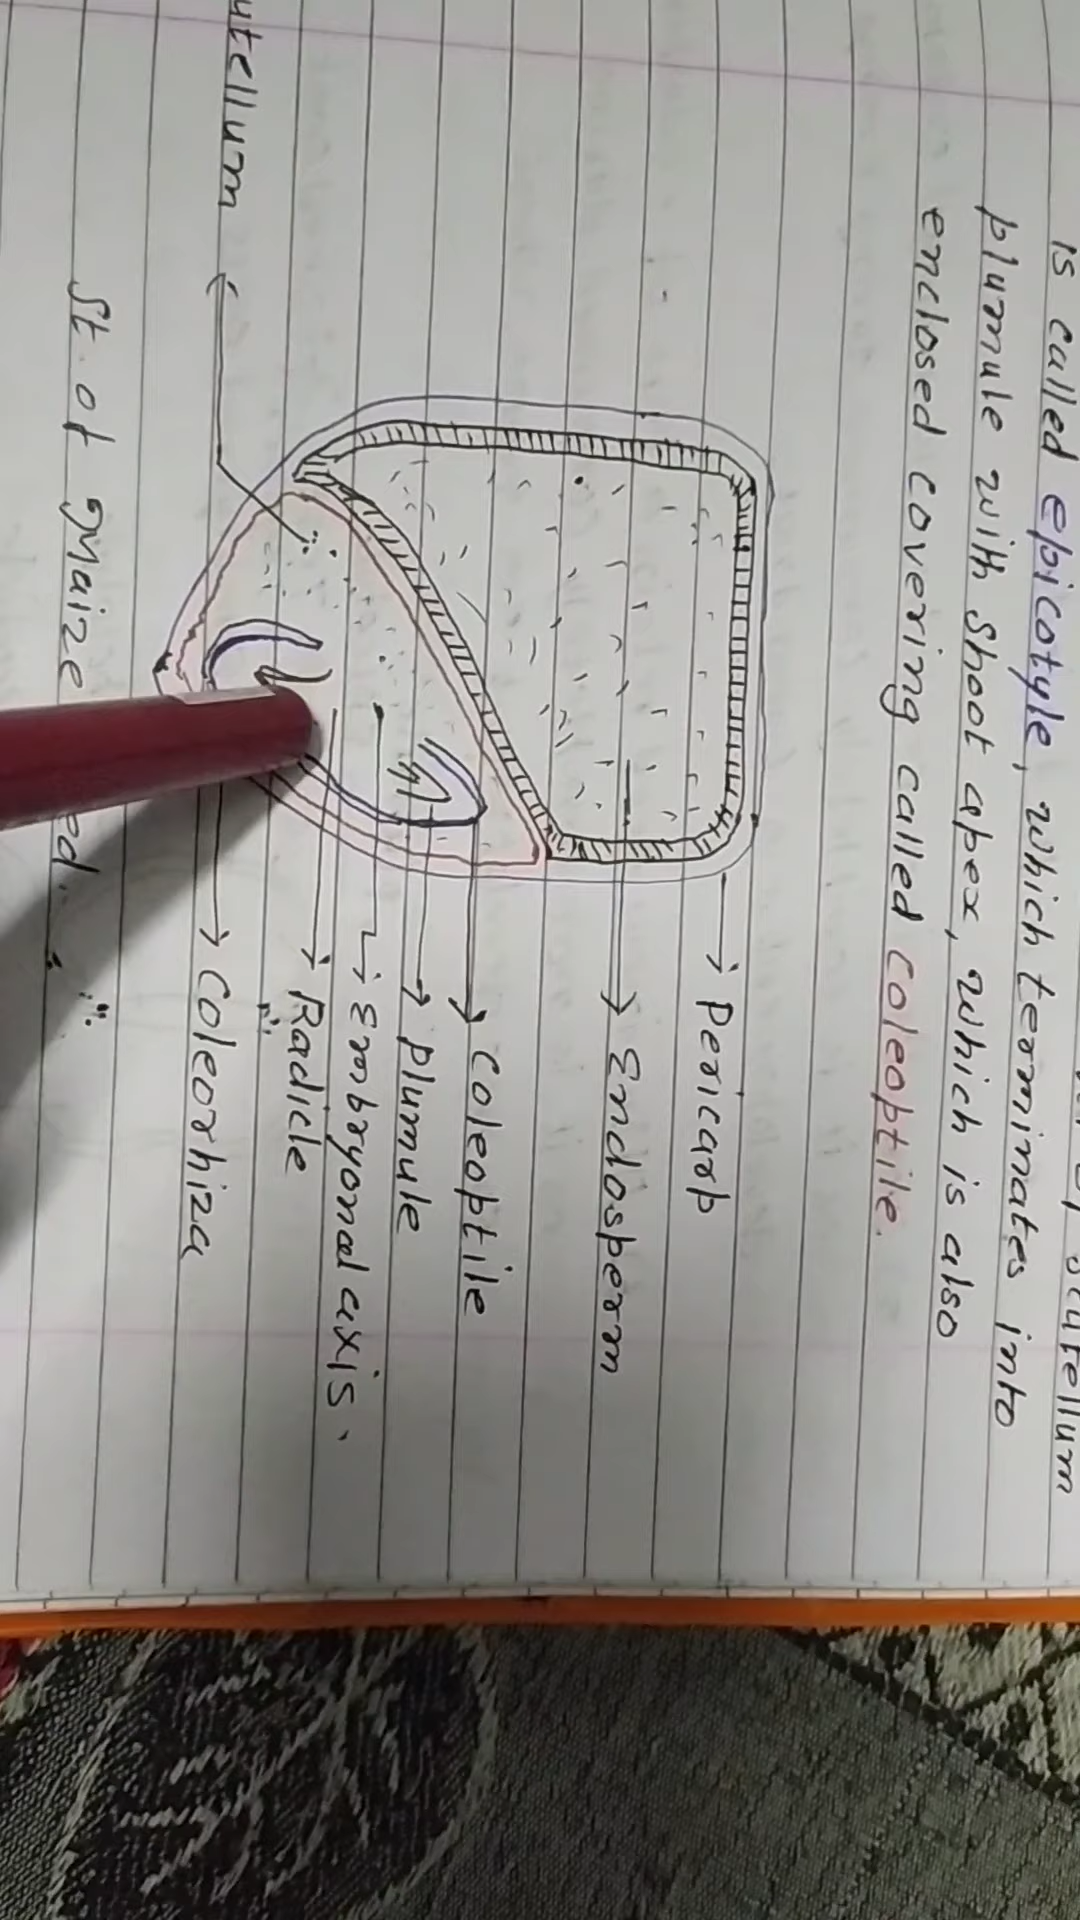 is called epicotyle, which terminates into
plumule with shoot apex, which is also
enclosed covering called coleoptile.
Pericarp
Endosperm
Coleoptile
Plumule
Embryonal axis.
Radicle
Coleorhiza
utellum
St. of Maize